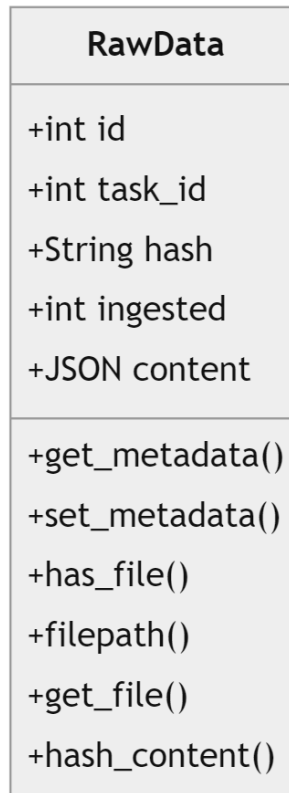 RawData
+int id
+int task_id
+String hash
+int ingested
+JSON content
+get_metadata()
+set_metadata()
+has_file()
+filepath()
+get_file()
+hash_content()